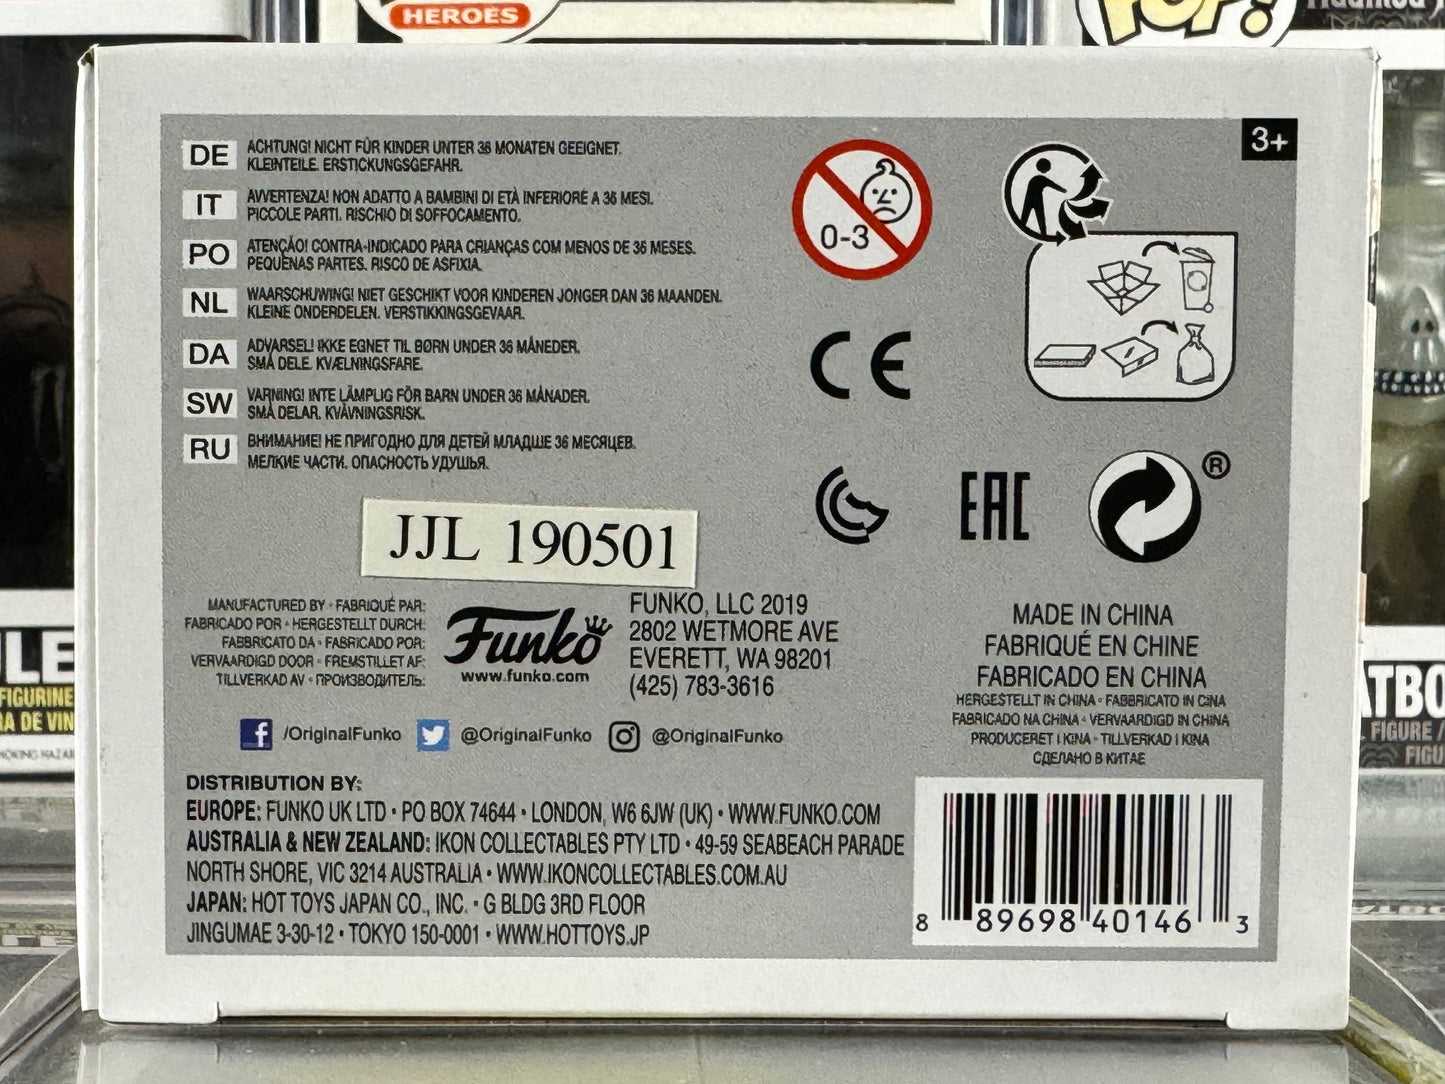 HEROES
POP!
3+
DE ACHTUNG! NICHT FÜR KINDER UNTER 36 MONATEN GEEIGNET.
KLEINTEILE. ERSTICKUNGSGEFAHR.
IT AVVERTENZA! NON ADATTO A BAMBINI DI ETÀ INFERIORE A 36 MESI.
PICCOLE PARTI. RISCHIO DI SOFFOCAMENTO.
PO ATENÇÃO! CONTRA-INDICADO PARA CRIANÇAS COM MENOS DE 36 MESES.
PEQUENAS PARTES. RISCO DE ASFIXIA.
NL WAARSCHUWING! NIET GESCHIKT VOOR KINDEREN JONGER DAN 36 MAANDEN.
KLEINE ONDERDELEN. VERSTIKKINGSGEVAAR.
DA ADVARSEL! IKKE EGNET TIL BØRN UNDER 36 MÅNEDER.
SMÅ DELE. KVÆLNINGSFARE.
SW VARNING! INTE LÄMPLIG FÖR BARN UNDER 36 MÅNADER.
SMÅ DELAR. KVÄVNINGSRISK.
RU ВНИМАНИЕ! НЕ ПРИГОДНО ДЛЯ ДЕТЕЙ МЛАДШЕ 36 МЕСЯЦЕВ.
МЕЛКИЕ ЧАСТИ. ОПАСНОСТЬ УДУШЬЯ.
0-3
CE
EAC
®
JJL 190501
MANUFACTURED BY • FABRIQUÉ PAR:
FABRICADO POR • HERGESTELLT DURCH:
FABBRICATO DA • FABRICADO POR:
VERVAARDIGD DOOR • FREMSTILLET AF:
TILLVERKAD AV • ПРОИЗВОДИТЕЛЬ:
Funko
www.funko.com
FUNKO, LLC 2019
2802 WETMORE AVE
EVERETT, WA 98201
(425) 783-3616
MADE IN CHINA
FABRIQUÉ EN CHINE
FABRICADO EN CHINA
HERGESTELLT IN CHINA • FABBRICATO IN CINA
FABRICADO NA CHINA • VERVAARDIGD IN CHINA
PRODUCERET I KINA • TILLVERKAD I KINA
СДЕЛАНО В КИТАЕ
/OriginalFunko @OriginalFunko @OriginalFunko
DISTRIBUTION BY:
EUROPE: FUNKO UK LTD • PO BOX 74644 • LONDON, W6 6JW (UK) • WWW.FUNKO.COM
AUSTRALIA & NEW ZEALAND: IKON COLLECTABLES PTY LTD • 49-59 SEABEACH PARADE
NORTH SHORE, VIC 3214 AUSTRALIA • WWW.IKONCOLLECTABLES.COM.AU
JAPAN: HOT TOYS JAPAN CO., INC. • G BLDG 3RD FLOOR
JINGUMAE 3-30-12 • TOKYO 150-0001 • WWW.HOTTOYS.JP
8 89698 40146 3
FIGURINE
DE VIN
FIGURE /